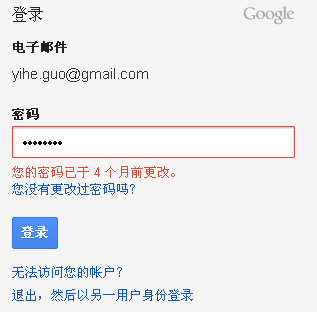 登录 Google
电子邮件
yihe.guo@gmail.com
密码
••••••••
您的密码已于 4 个月前更改。
您没有更改过密码吗？
登录
无法访问您的帐户？
退出，然后以另一用户身份登录